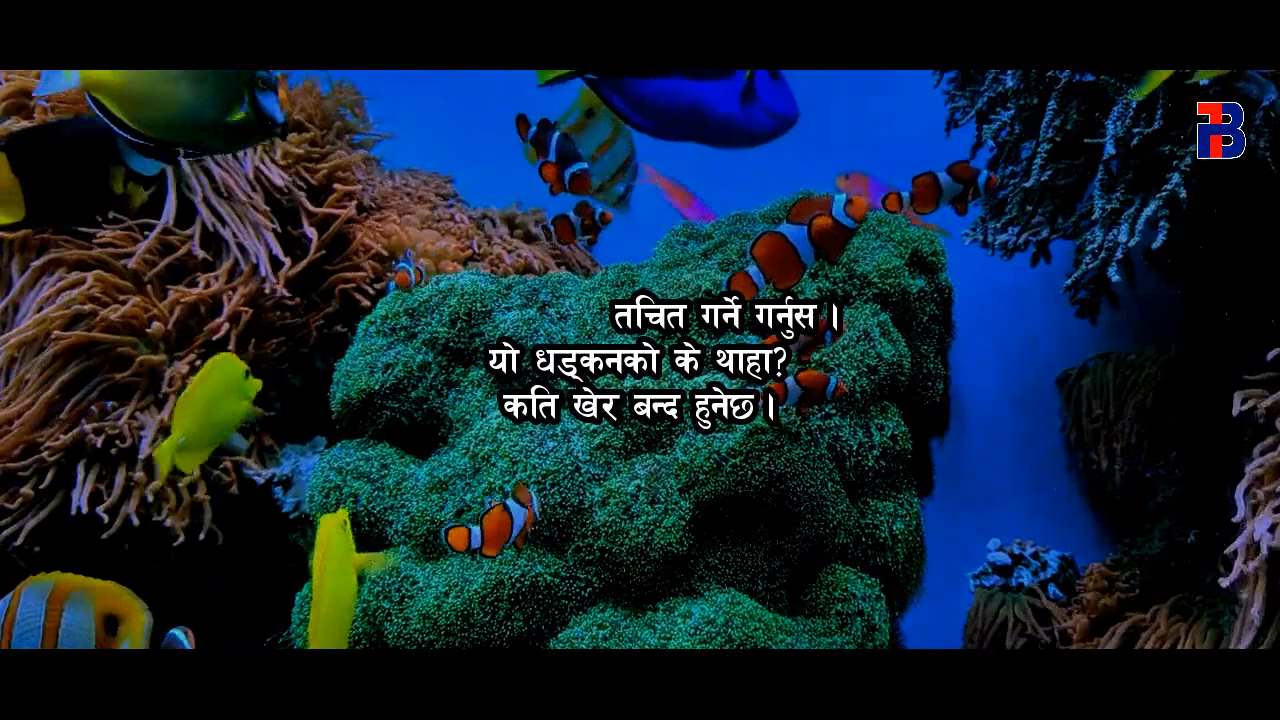 तचित गर्ने गर्नुस ।
यो धड्कनको के थाहा?
कति खेर बन्द हुनेछ ।